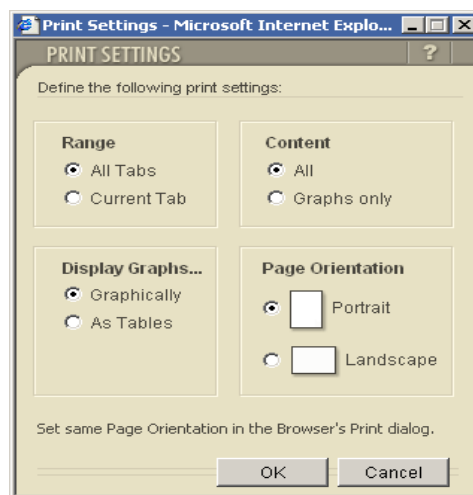 Print Settings - Microsoft Internet Explo...
PRINT SETTINGS
?
Define the following print settings:
Range
All Tabs
Current Tab
Content
All
Graphs only
Display Graphs...
Graphically
As Tables
Page Orientation
Portrait
Landscape
Set same Page Orientation in the Browser's Print dialog.
OK
Cancel